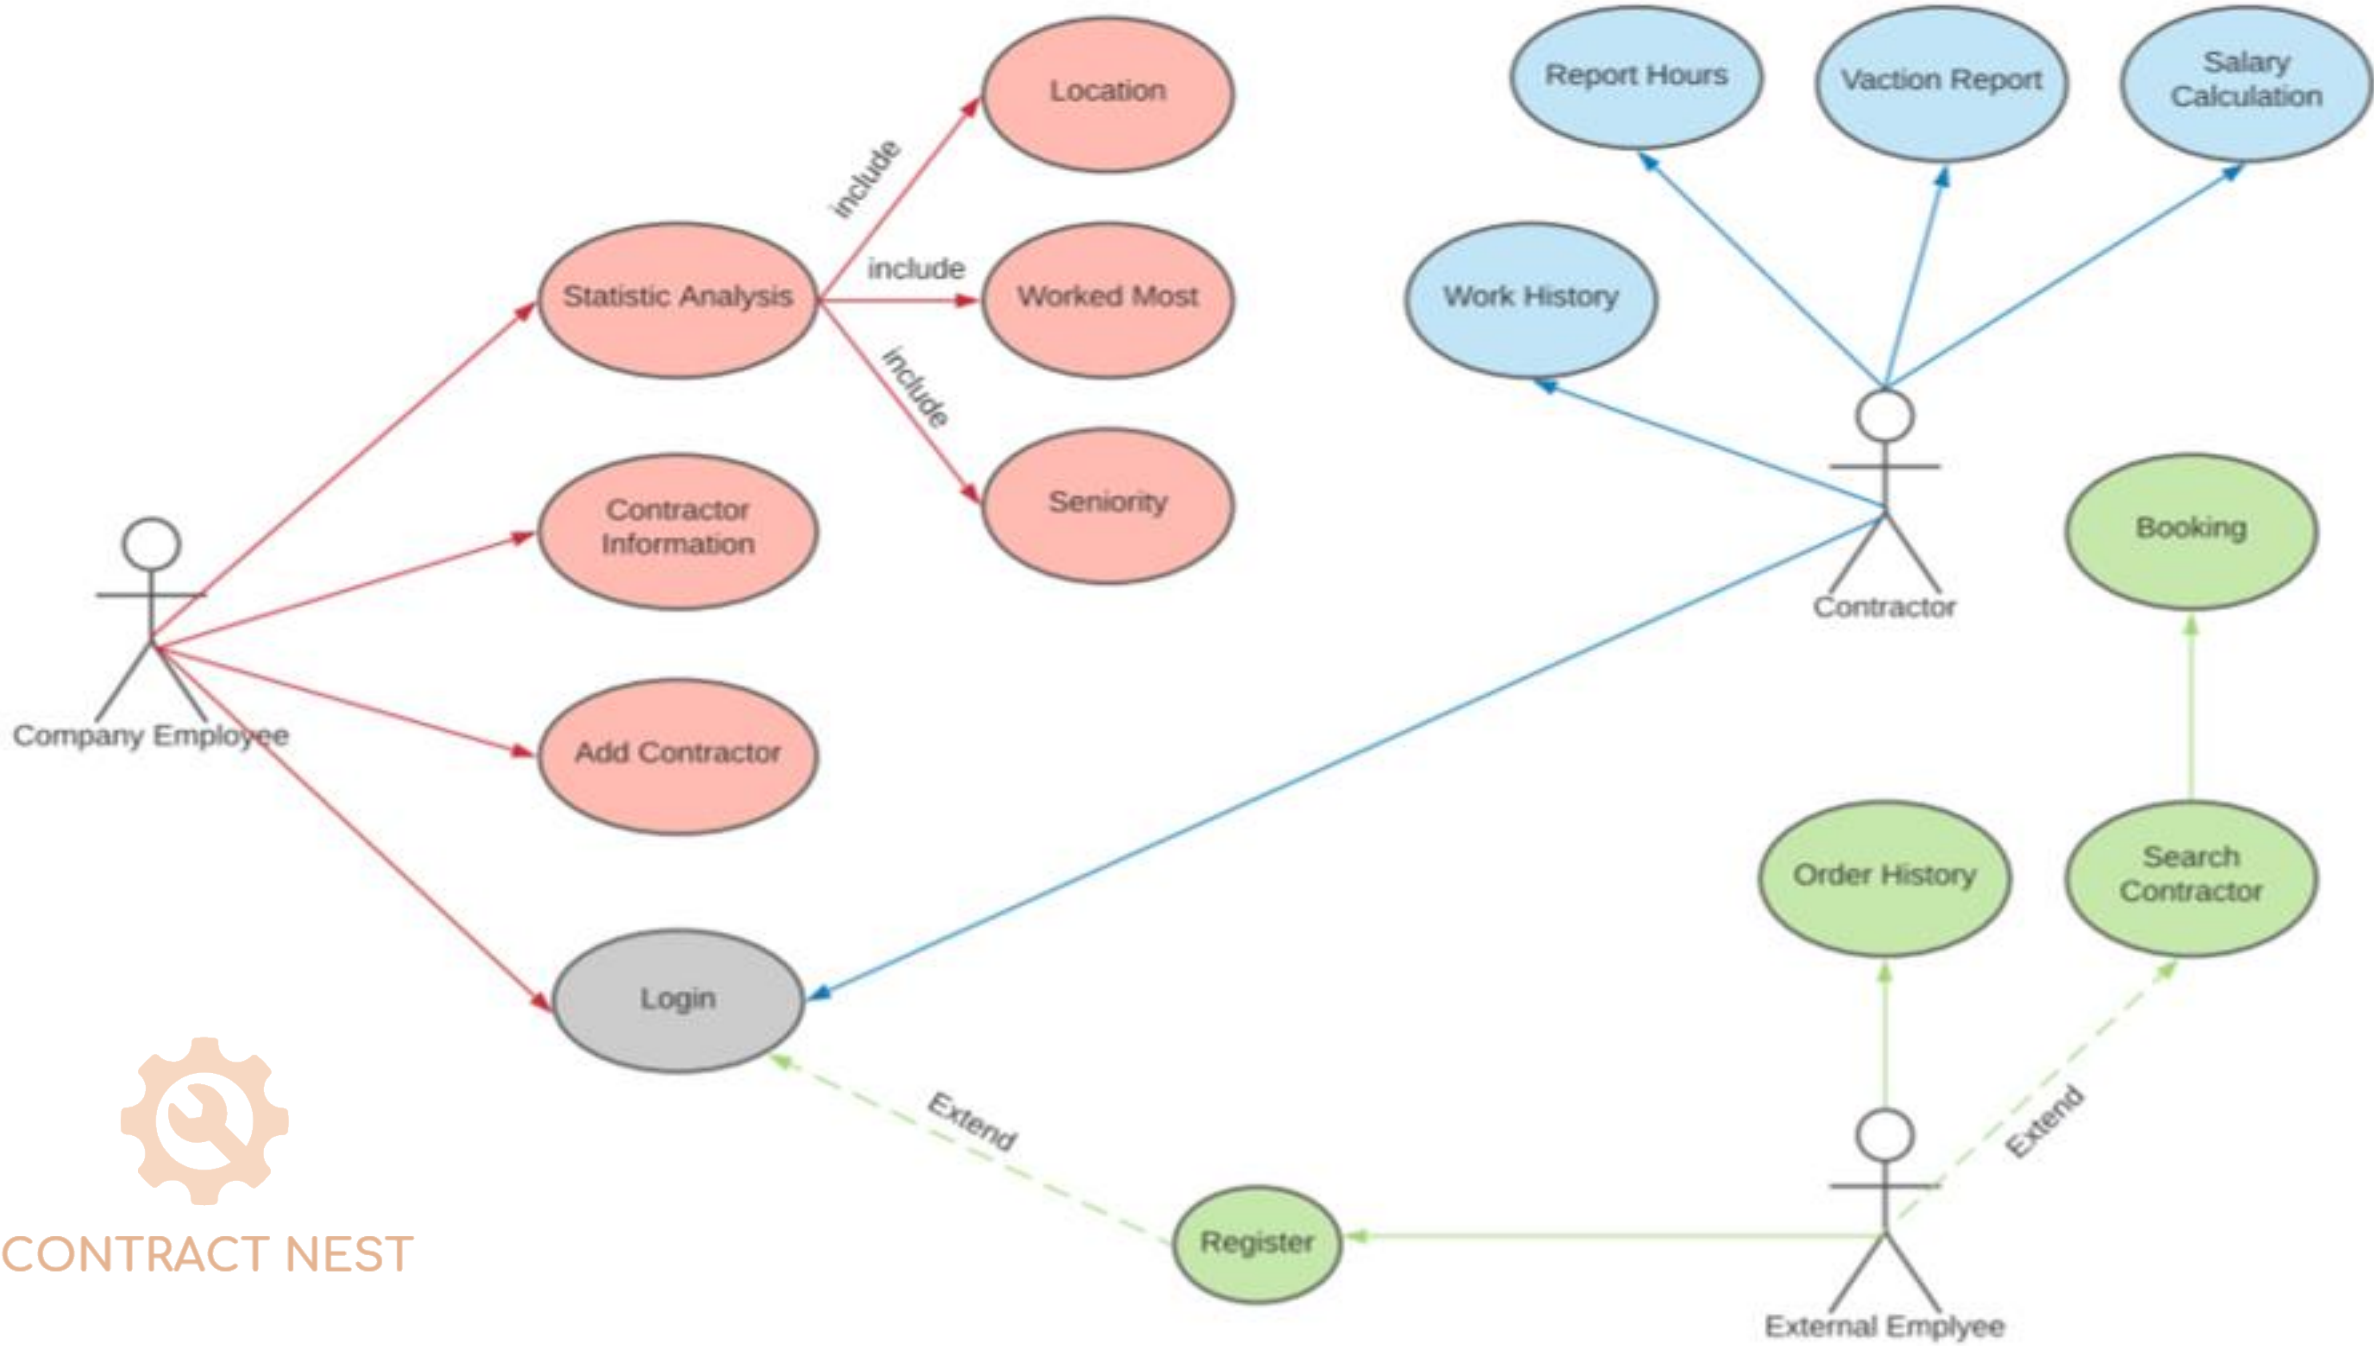 Location
Report Hours
Vaction Report
Salary
Calculation
include
include
include
Statistic Analysis
Worked Most
Work History
Seniority
Contractor
Information
Booking
Contractor
Company Employee
Add Contractor
Order History
Search
Contractor
Login
Extend
Extend
Register
CONTRACT NEST
External Emplyee